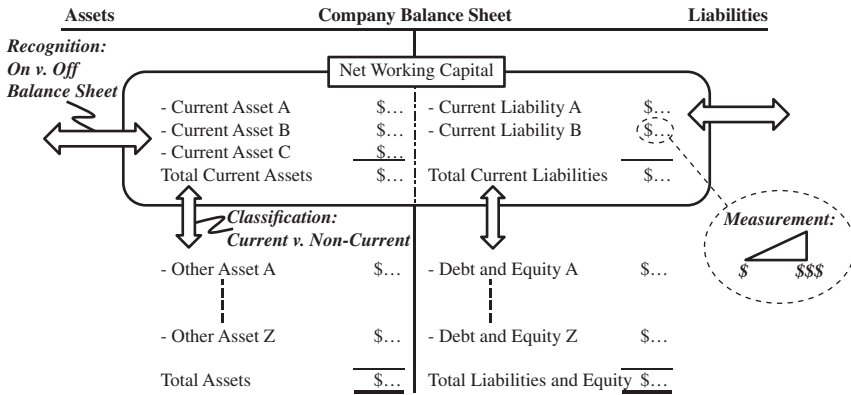 Assets Company Balance Sheet Liabilities
Recognition:
On v. Off
Balance Sheet
Net Working Capital
- Current Asset A $… - Current Liability A $…
- Current Asset B $… - Current Liability B $…
- Current Asset C $…
Total Current Assets $… Total Current Liabilities $…
Classification:
Current v. Non-Current
Measurement:
$ $$$
- Other Asset A $… - Debt and Equity A $…
- Other Asset Z $… - Debt and Equity Z $…
Total Assets $… Total Liabilities and Equity $…